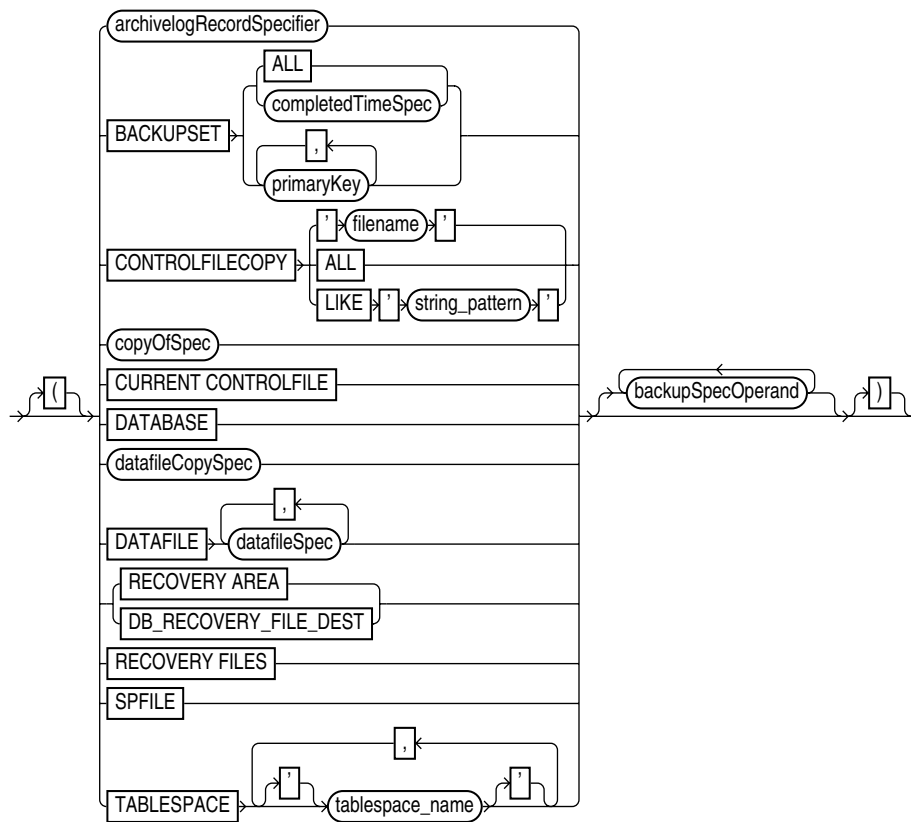 archivelogRecordSpecifier
ALL
completedTimeSpec
BACKUPSET
,
primaryKey
' filename '
CONTROLFILECOPY ALL
LIKE ' string_pattern '
copyOfSpec
CURRENT CONTROLFILE
( backupSpecOperand )
DATABASE
datafileCopySpec
,
DATAFILE datafileSpec
RECOVERY AREA
DB_RECOVERY_FILE_DEST
RECOVERY FILES
SPFILE
,
TABLESPACE ' tablespace_name '